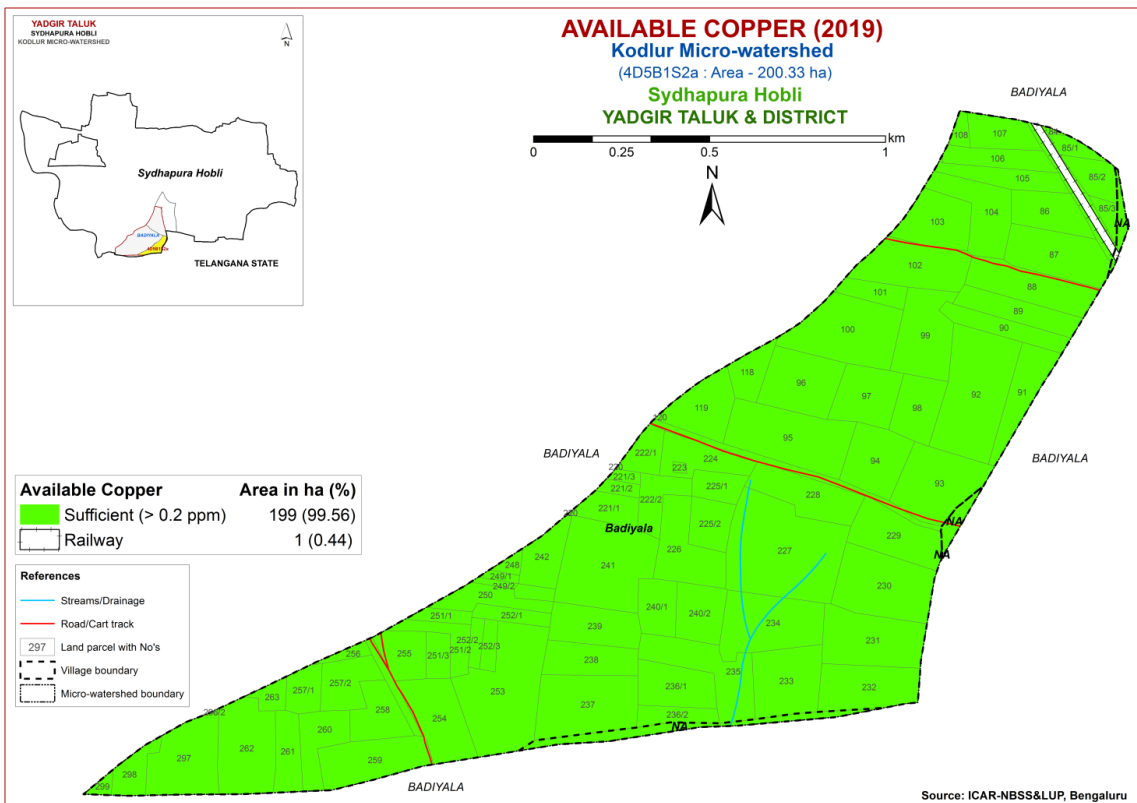 YADGIR TALUK
SYDHAPURA HOBLI
KODLUR MICRO-WATERSHED
N
Sydhapura Hobli
BADIYALA
4D5B1S2a
TELANGANA STATE
AVAILABLE COPPER (2019)
Kodlur Micro-watershed
(4D5B1S2a : Area - 200.33 ha)
Sydhapura Hobli
YADGIR TALUK & DISTRICT
km
0 0.25 0.5 1
N
BADIYALA
108 107 84
85/1
106
85/2
105
85/3
104 86
103 NA
87
102
88
101
89
90
100 99
118
96 97 91
92
98
119
120
95
BADIYALA
222/1 224
94
BADIYALA
220 223
221/3
93
221/2 225/1
228
222/2
221/1
220
225/2 NA
Badiyala
229
226 227
NA
242
241
248
249/1
249/2
230
250
240/1 240/2
251/1 252/1
234
239
231
252/2
256 255 251/3 251/2 252/3
238
235
257/2 236/1 233 232
263 257/1
253
237
258 254
236/2
NA
260
262 261
297
259
298
299
BADIYALA
Available Copper Area in ha (%)
Sufficient (> 0.2 ppm) 199 (99.56)
Railway 1 (0.44)
References
Streams/Drainage
Road/Cart track
297 Land parcel with No's
Village boundary
Micro-watershed boundary
Source: ICAR-NBSS&LUP, Bengaluru